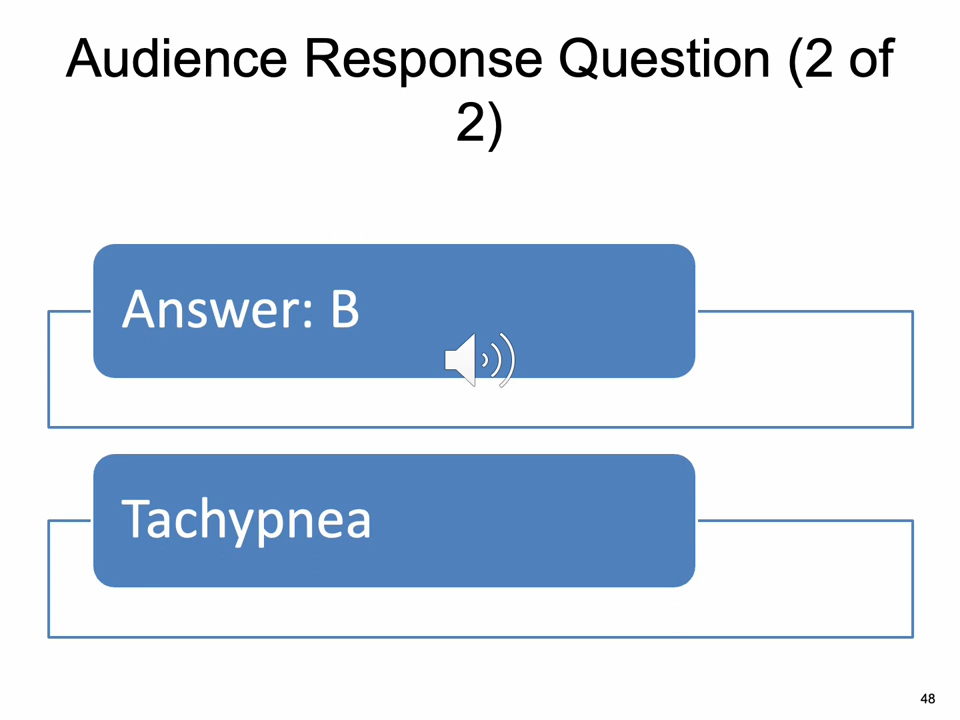 Audience Response Question (2 of
2)
Answer: B
Tachypnea
48